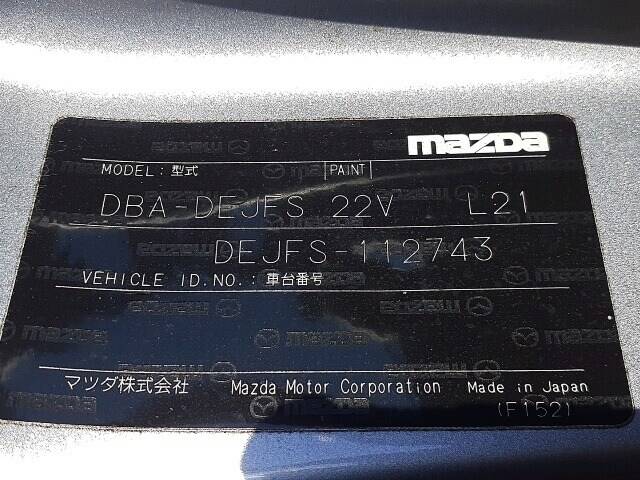 mazda
MODEL:型式 PAINT
DBA-DEJFS 22V L21
DEJFS-112743
VEHICLE ID.NO.:車台番号
マツダ株式会社 Mazda Motor Corporation Made in Japan
(F152)